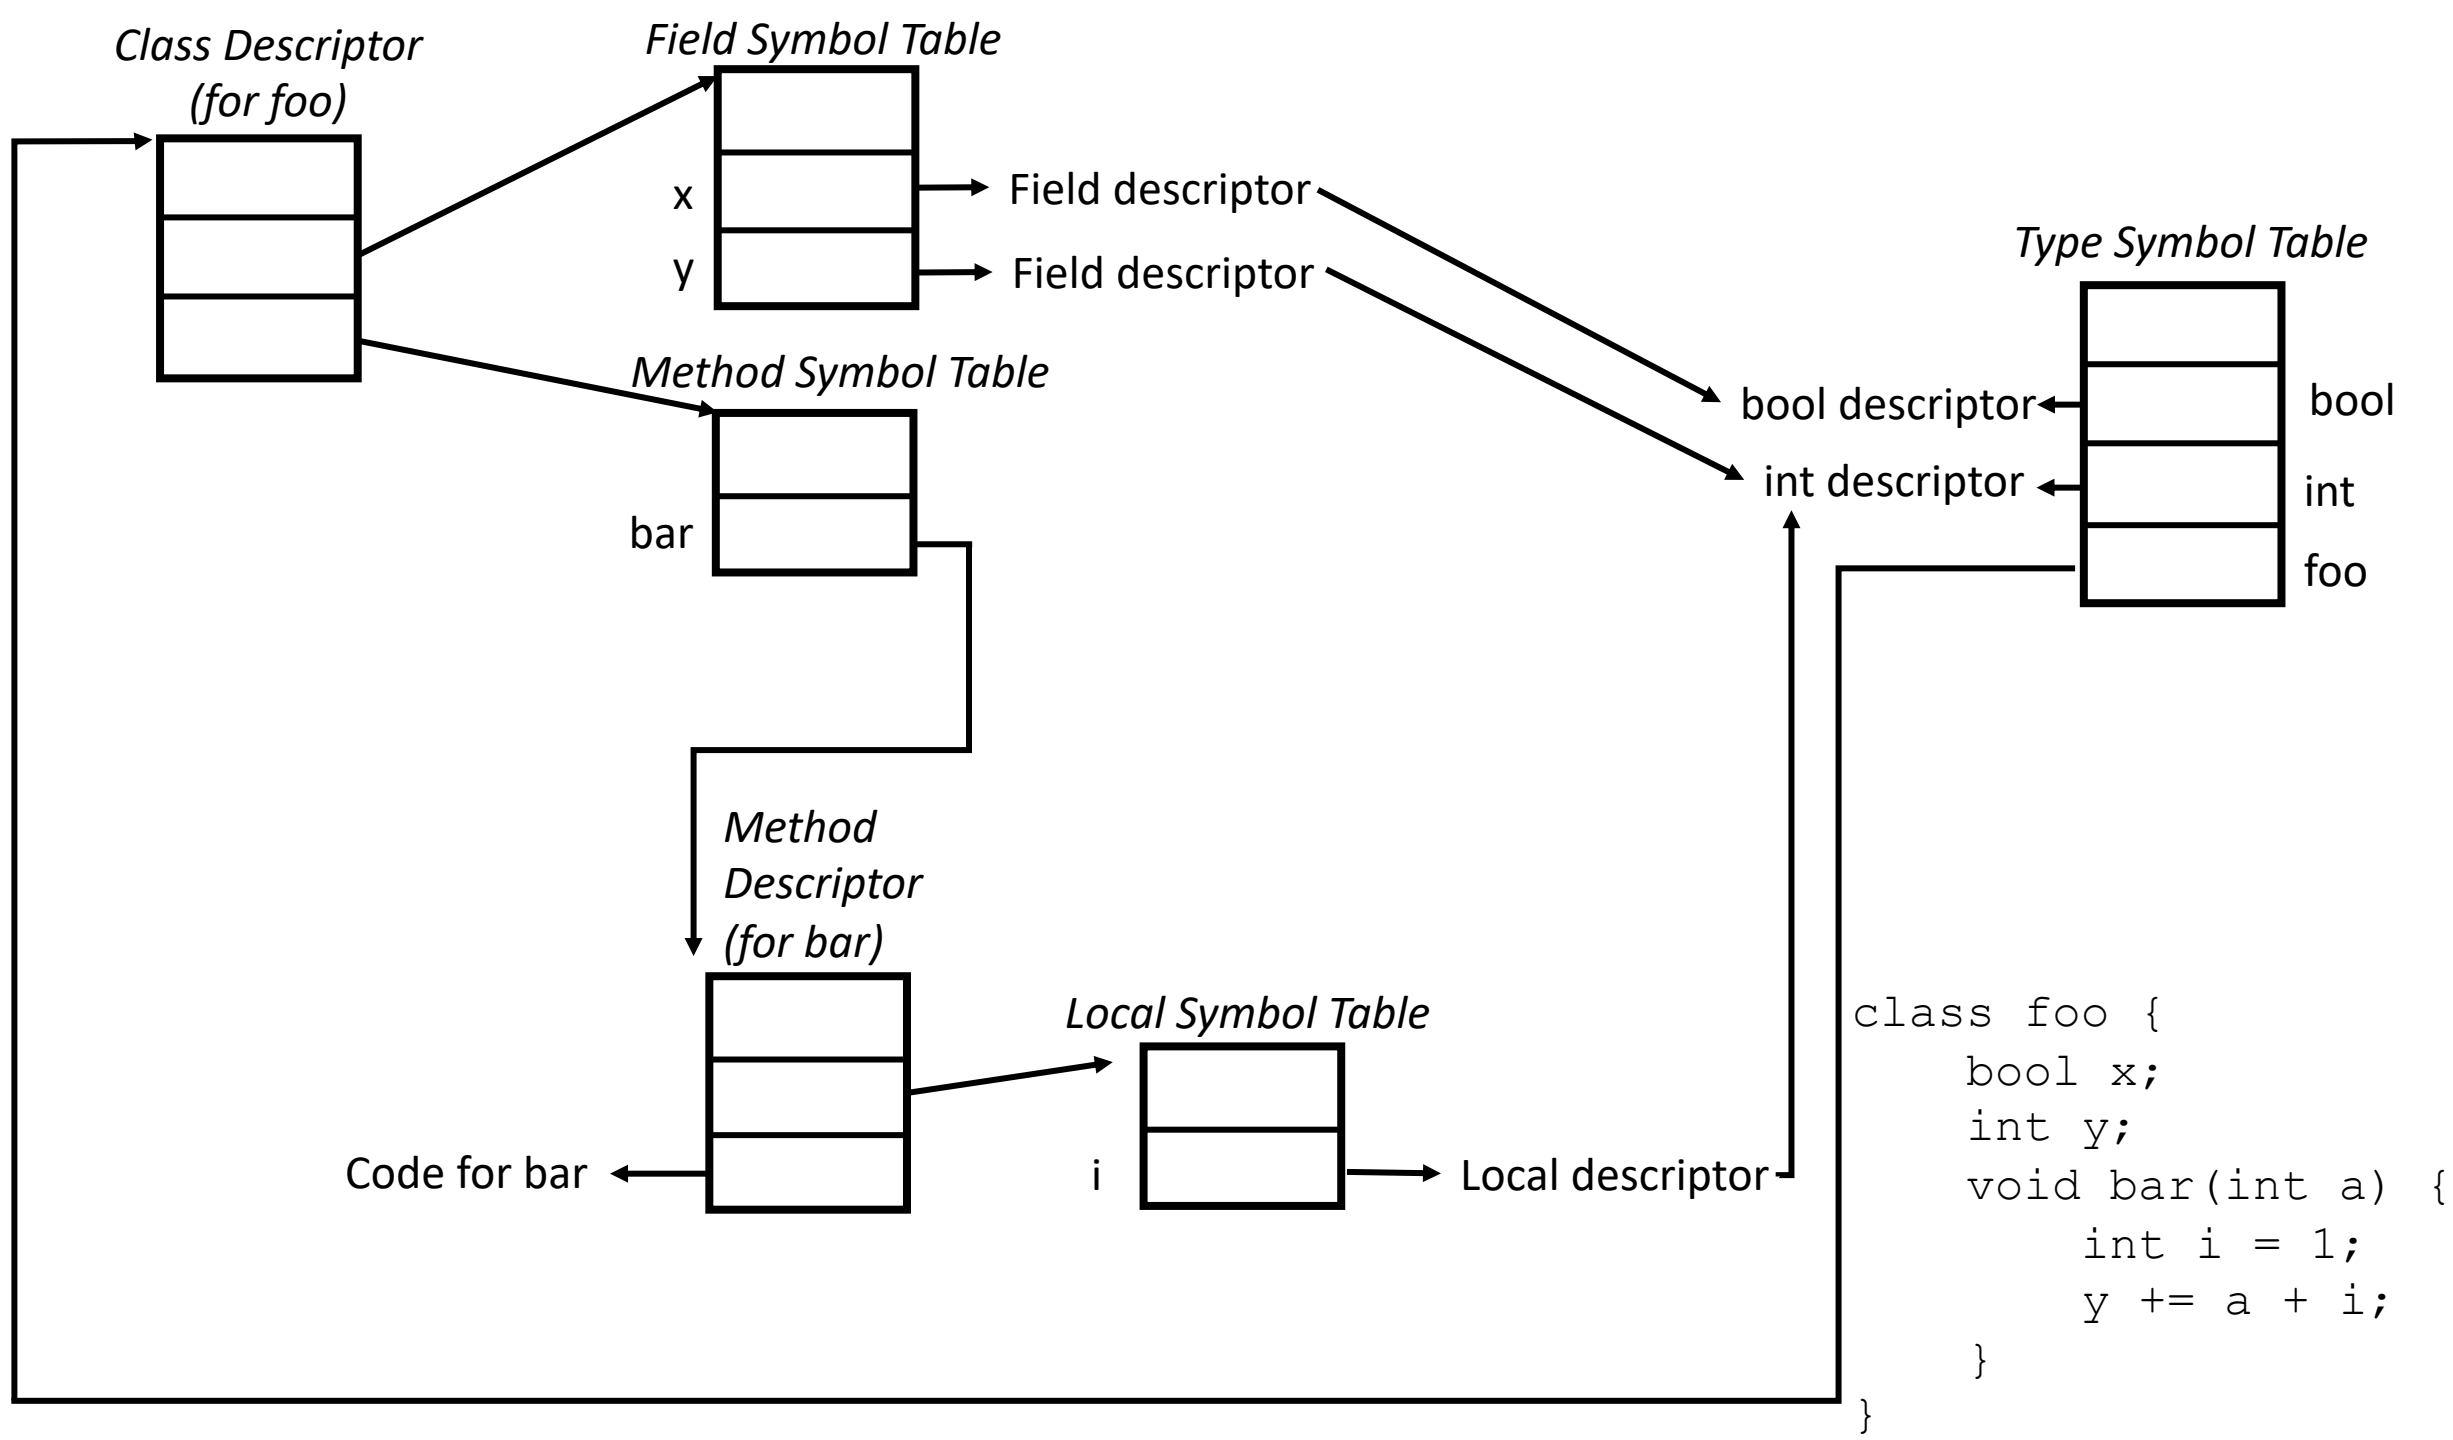 Class Descriptor
(for foo)
Field Symbol Table
x
Field descriptor
y
Field descriptor
Type Symbol Table
bool descriptor
bool
int descriptor
int
foo
Method Symbol Table
bar
Method
Descriptor
(for bar)
Local Symbol Table
Code for bar
i
Local descriptor
class foo {
    bool x;
    int y;
    void bar(int a) {
        int i = 1;
        y += a + i;
    }
}